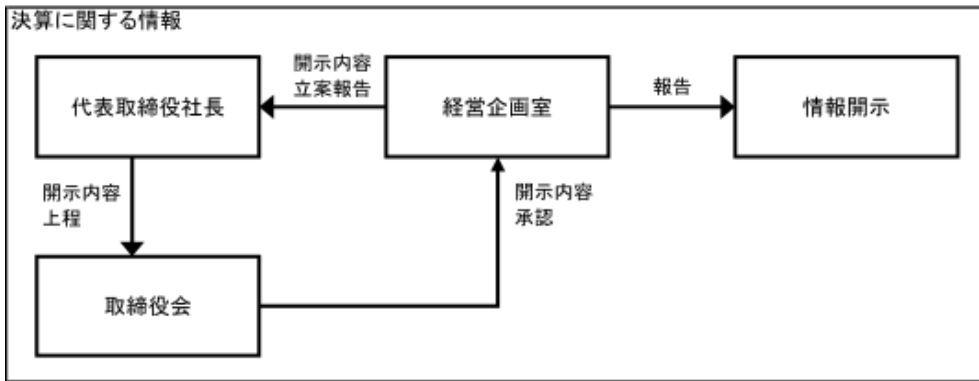 決算に関する情報
代表取締役社長
開示内容
立案報告
経営企画室
報告
情報開示
開示内容
上程
開示内容
承認
取締役会